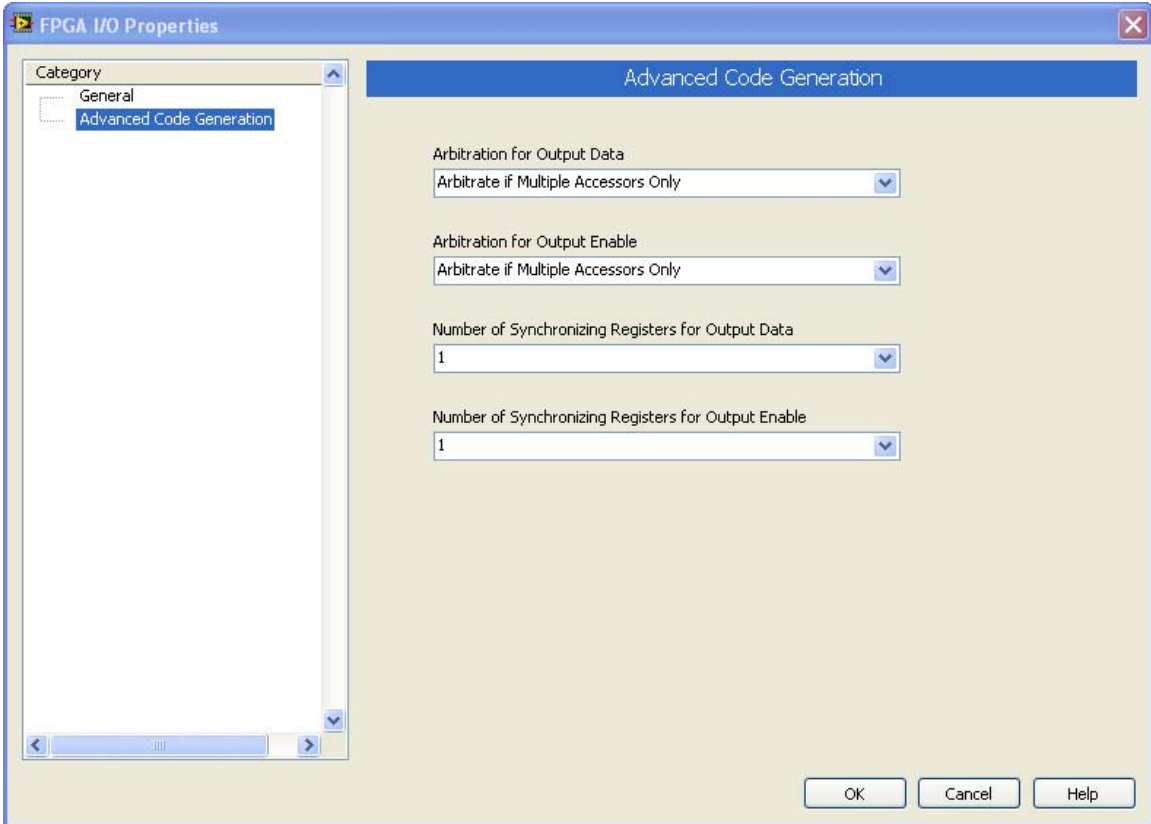 FPGA I/O Properties
Category
General
Advanced Code Generation
Advanced Code Generation
Arbitration for Output Data
Arbitrate if Multiple Accessors Only
Arbitration for Output Enable
Arbitrate if Multiple Accessors Only
Number of Synchronizing Registers for Output Data
1
Number of Synchronizing Registers for Output Enable
1
OK Cancel Help